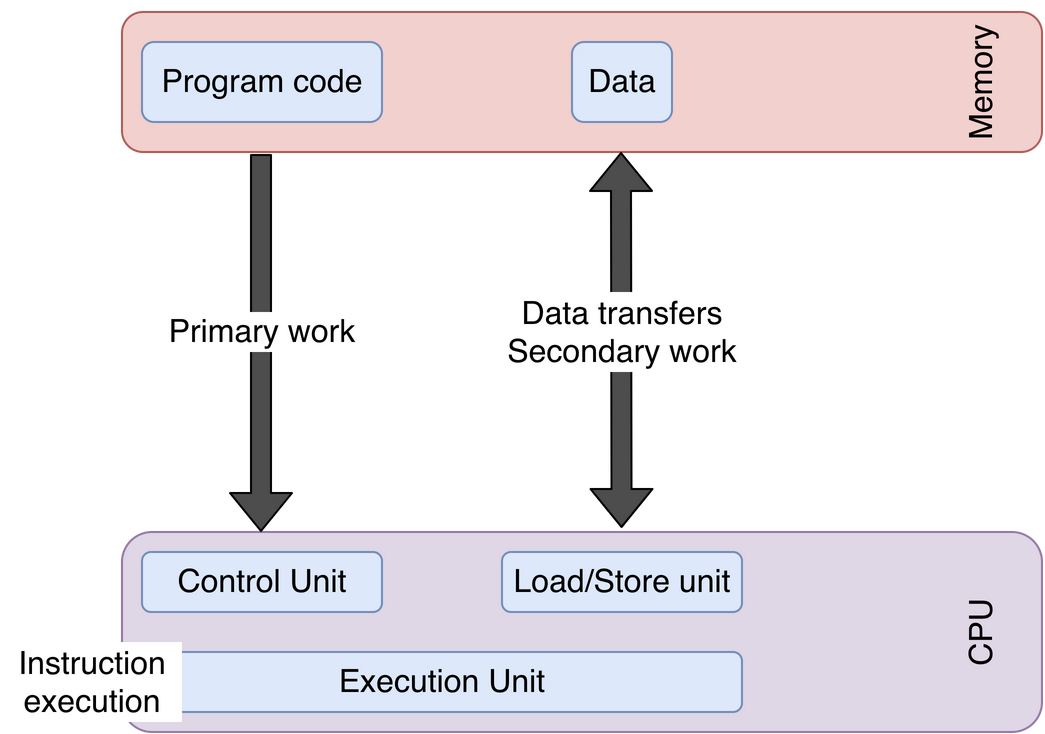 Program code
Data
Memory
Primary work
Data transfers
Secondary work
Control Unit
Load/Store unit
CPU
Instruction
execution
Execution Unit